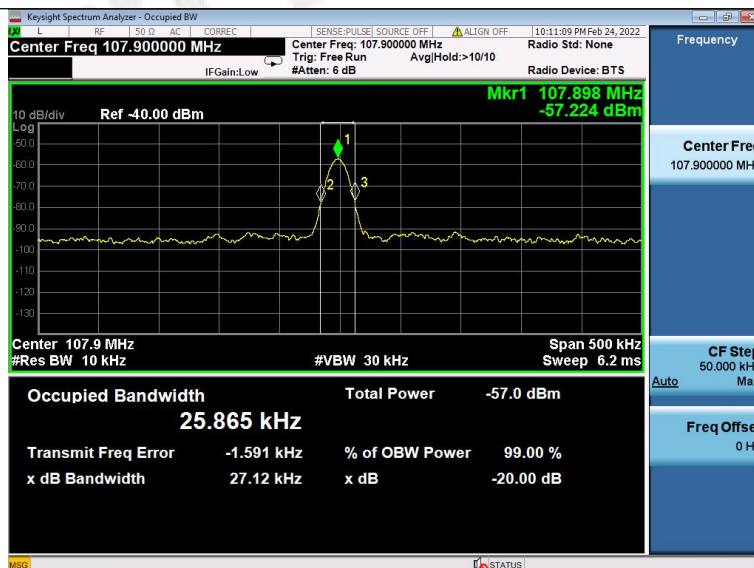 Keysight Spectrum Analyzer - Occupied BW
LXI L RF 50 Ω AC CORREC SENSE:PULSE SOURCE OFF ALIGN OFF 10:11:09 PM Feb 24, 2022
Center Freq 107.900000 MHz Center Freq: 107.900000 MHz Radio Std: None
Trig: Free Run Avg|Hold:>10/10
IFGain:Low #Atten: 6 dB Radio Device: BTS
Mkr1 107.898 MHz
10 dB/div Ref -40.00 dBm -57.224 dBm
Log
-50.0
1
-60.0
-70.0
2 3
-80.0
-90.0
-100
-110
-120
-130
Center 107.9 MHz Span 500 kHz
#Res BW 10 kHz #VBW 30 kHz Sweep 6.2 ms
Occupied Bandwidth Total Power -57.0 dBm
25.865 kHz
Transmit Freq Error -1.591 kHz % of OBW Power 99.00 %
x dB Bandwidth 27.12 kHz x dB -20.00 dB
MSG STATUS
Frequency
Center Fre
107.900000 MH
CF Ste
50.000 kH
Auto Ma
Freq Offse
0 H